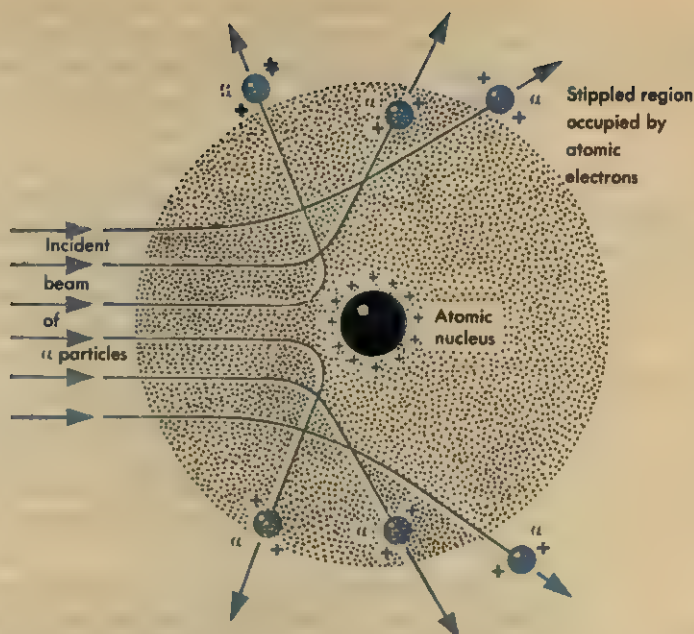 α
α
α
Stippled region
occupied by
atomic
electrons
Incident
beam
of
α particles
Atomic
nucleus
α
α
α